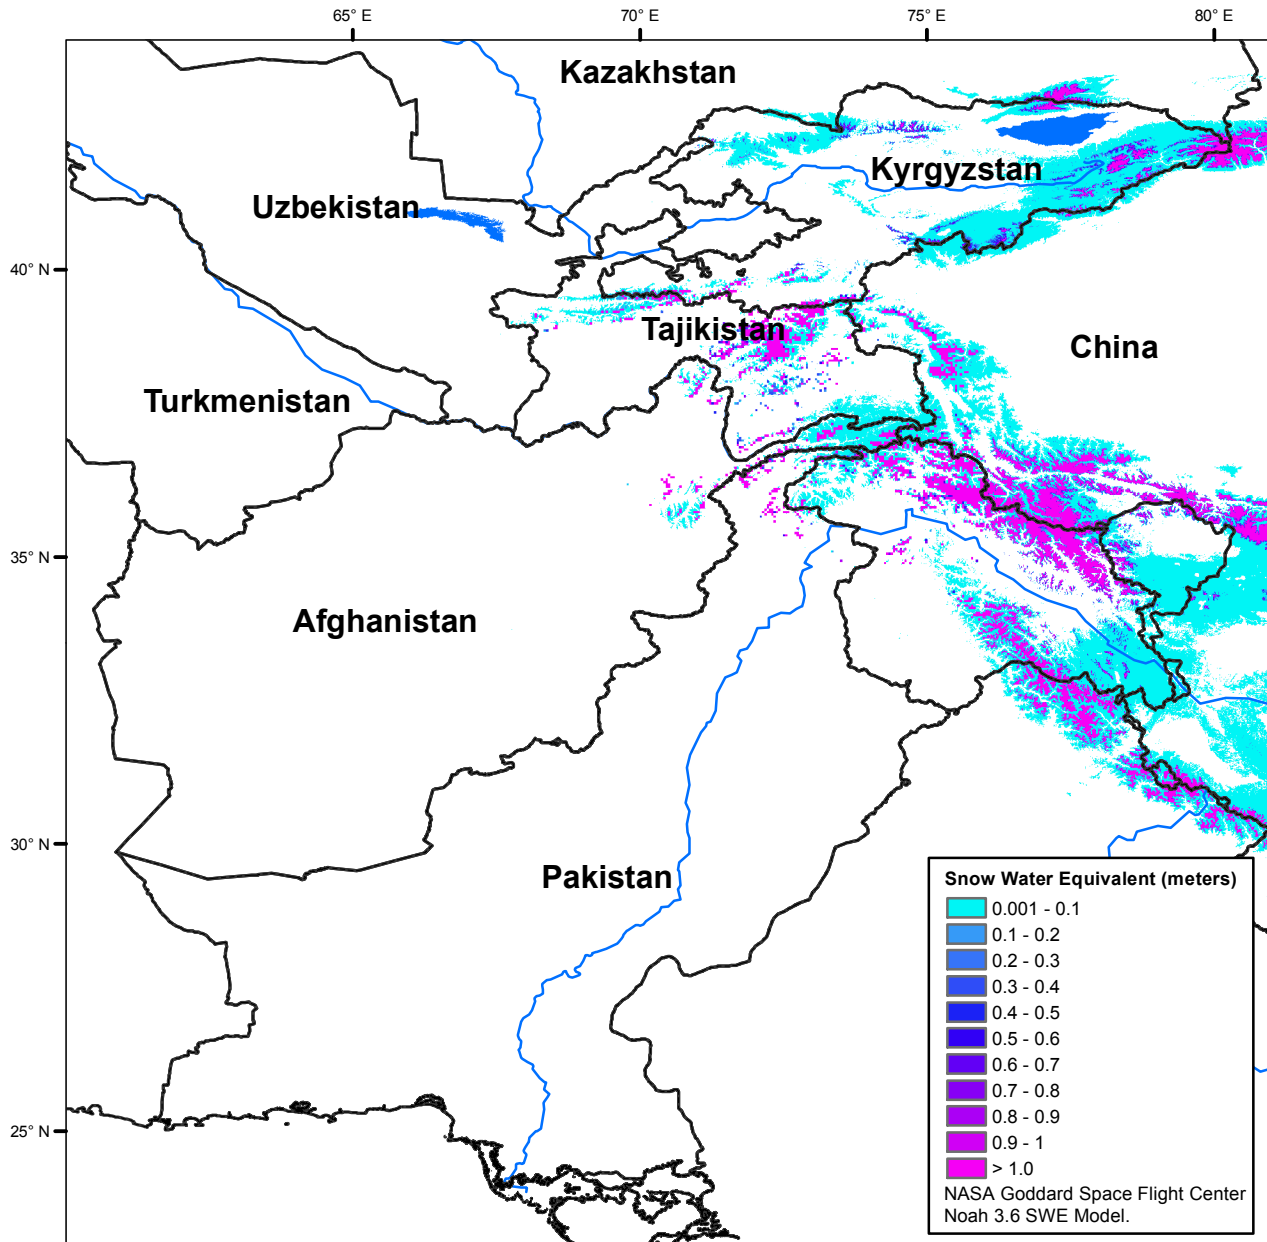 65° E
70° E
75° E
80° E
Kazakhstan
Kyrgyzstan
Uzbekistan
40° N
Tajikistan
China
Turkmenistan
35° N
Afghanistan
30° N
Pakistan
25° N
Snow Water Equivalent (meters)
0.001 - 0.1
0.1 - 0.2
0.2 - 0.3
0.3 - 0.4
0.4 - 0.5
0.5 - 0.6
0.6 - 0.7
0.7 - 0.8
0.8 - 0.9
0.9 - 1
> 1.0
NASA Goddard Space Flight Center
Noah 3.6 SWE Model.